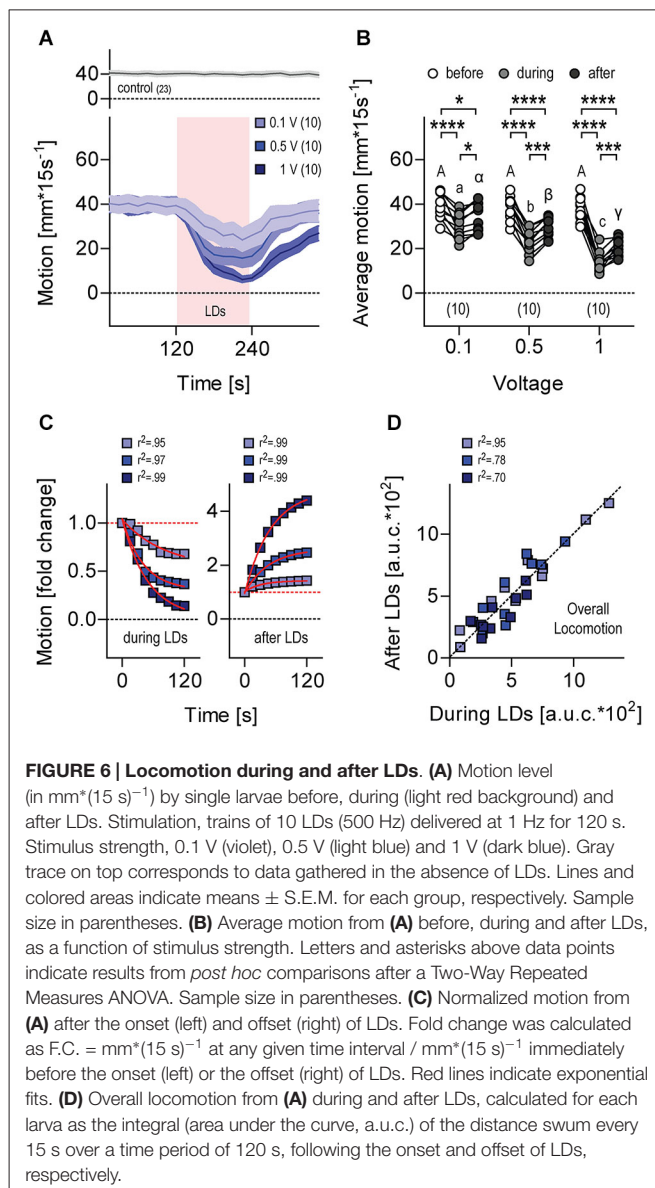 A
40
0
control (23)
0.1 V (10)
0.5 V (10)
1 V (10)
60
40
20
0
Motion [mm*15s-1]
LDs
120
240
Time [s]
B
before
during
after
* **** ****
**** **** ****
* *** ***
A a α A b β A c γ
60
40
20
0
Average motion [mm*15s-1]
(10) (10) (10)
0.1 0.5 1
Voltage
C
r2=.95
r2=.97
r2=.99
r2=.99
r2=.99
r2=.99
Motion [fold change]
1.0
0.5
0.0
during LDs
4
2
0
after LDs
0 120 0 120
Time [s]
D
r2=.95
r2=.78
r2=.70
After LDs [a.u.c.*102]
10
5
0
Overall
Locomotion
0 5 10
During LDs [a.u.c.*102]
FIGURE 6 | Locomotion during and after LDs. (A) Motion level
(in mm*(15 s)−1) by single larvae before, during (light red background) and
after LDs. Stimulation, trains of 10 LDs (500 Hz) delivered at 1 Hz for 120 s.
Stimulus strength, 0.1 V (violet), 0.5 V (light blue) and 1 V (dark blue). Gray
trace on top corresponds to data gathered in the absence of LDs. Lines and
colored areas indicate means ± S.E.M. for each group, respectively. Sample
size in parentheses. (B) Average motion from (A) before, during and after LDs,
as a function of stimulus strength. Letters and asterisks above data points
indicate results from post hoc comparisons after a Two-Way Repeated
Measures ANOVA. Sample size in parentheses. (C) Normalized motion from
(A) after the onset (left) and offset (right) of LDs. Fold change was calculated
as F.C. = mm*(15 s)−1 at any given time interval / mm*(15 s)−1 immediately
before the onset (left) or the offset (right) of LDs. Red lines indicate exponential
fits. (D) Overall locomotion from (A) during and after LDs, calculated for each
larva as the integral (area under the curve, a.u.c.) of the distance swum every
15 s over a time period of 120 s, following the onset and offset of LDs,
respectively.